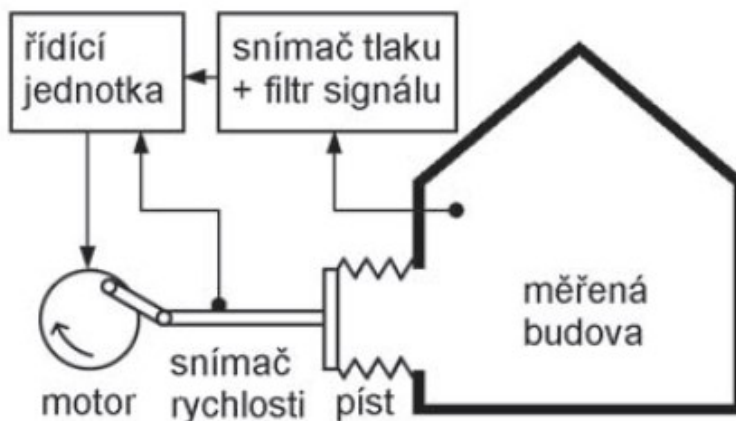 řídící
jednotka
snímač tlaku
+ filtr signálu
měřená
budova
snímač
rychlosti
motor
píst